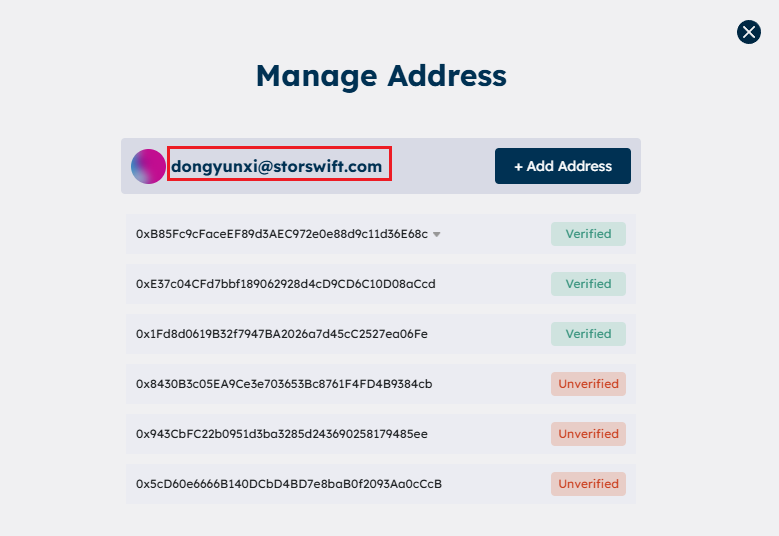 Manage Address
dongyunxi@storswift.com
+ Add Address
0xB85Fc9cFaceEF89d3AEC972e0e88d9c11d36E68c
Verified
0xE37c04CFd7bbf189062928d4cD9CD6C10D08aCcd
Verified
0x1Fd8d0619B32f7947BA2026a7d45cC2527ea06Fe
Verified
0x8430B3c05EA9Ce3e703653Bc8761F4FD4B9384cb
Unverified
0x943CbFC22b0951d3ba3285d243690258179485ee
Unverified
0x5cD60e6666B140DCbD4BD7e8baB0f2093Aa0cCcB
Unverified